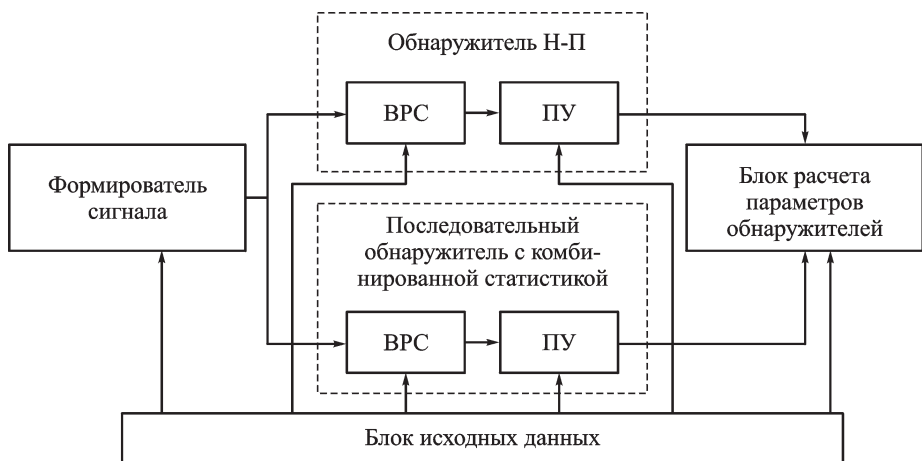 Обнаружитель Н-П
ВРС
ПУ
Формирователь
сигнала
Блок расчета
параметров
обнаружителей
Последовательный
обнаружитель с комби-
нированной статистикой
ВРС
ПУ
Блок исходных данных